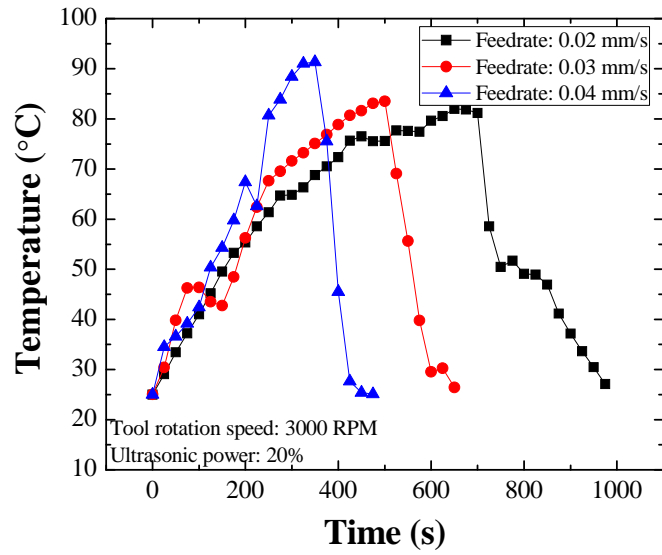 Feedrate: 0.02 mm/s
Feedrate: 0.03 mm/s
Feedrate: 0.04 mm/s
100
90
80
70
60
50
40
30
20
10
Temperature (°C)
Tool rotation speed: 3000 RPM
Ultrasonic power: 20%
0 200 400 600 800 1000
Time (s)